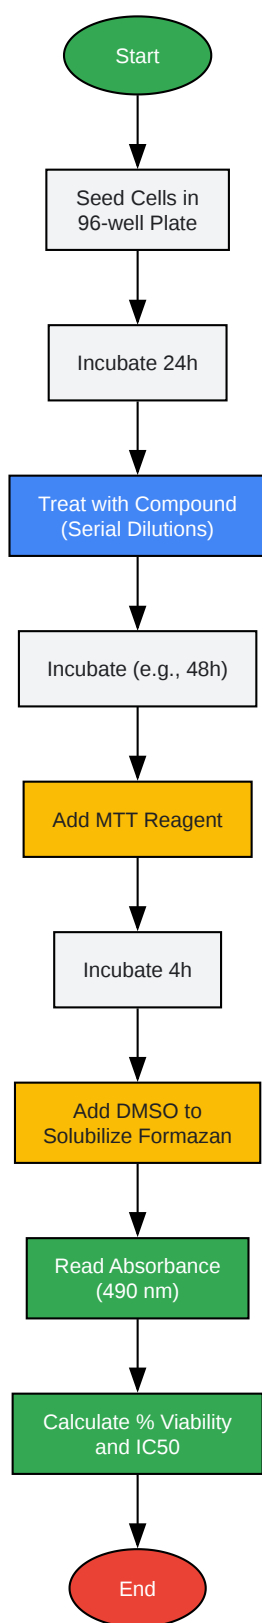 Start
Seed Cells in
96-well Plate
Incubate 24h
Treat with Compound
(Serial Dilutions)
Incubate (e.g., 48h)
Add MTT Reagent
Incubate 4h
Add DMSO to
Solubilize Formazan
Read Absorbance
(490 nm)
Calculate % Viability
and IC50
End